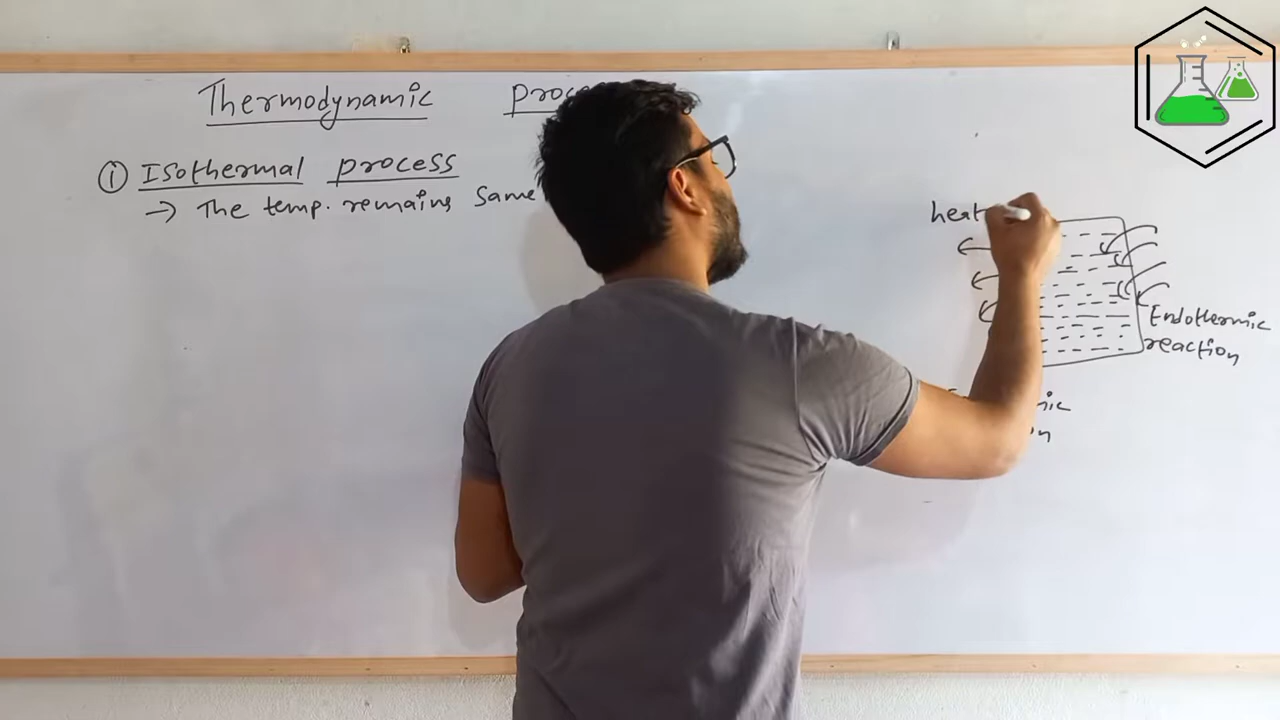 Thermodynamic
① Isothermal process
→ The temp. remains same
heat
Endothermic
reaction